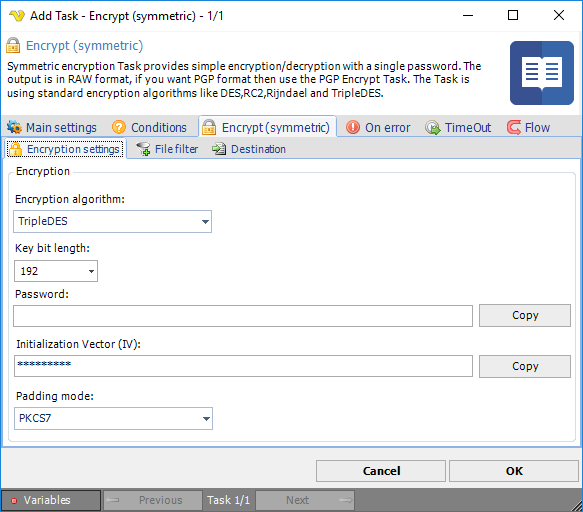 Add Task - Encrypt (symmetric) - 1/1
Encrypt (symmetric)
Symmetric encryption Task provides simple encryption/decryption with a single password. The
output is in RAW format, if you want PGP format then use the PGP Encrypt Task. The Task is
using standard encryption algorithms like DES,RC2,Rijndael and TripleDES.
Main settings Conditions Encrypt (symmetric) On error TimeOut Flow
Encryption settings File filter Destination
Encryption
Encryption algorithm:
TripleDES
Key bit length:
192
Password:
Copy
Initialization Vector (IV):
********* Copy
Padding mode:
PKCS7
Cancel OK
Variables Previous Task 1/1 Next